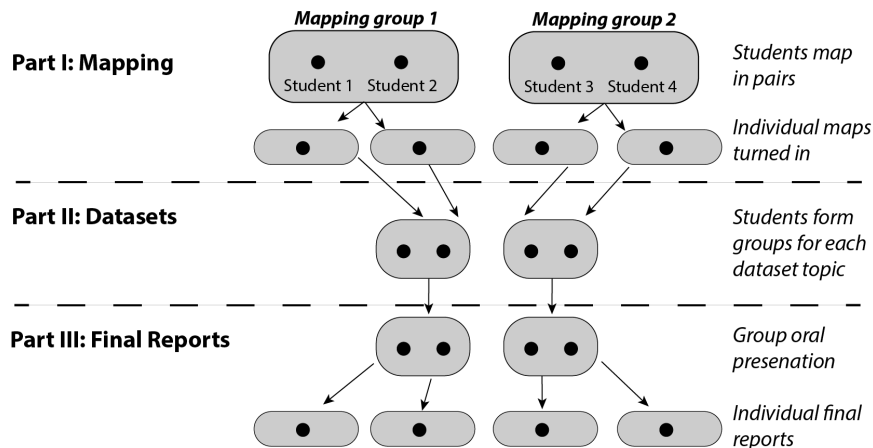 Mapping group 1
Mapping group 2
Part I: Mapping
Student 1
Student 2
Student 3
Student 4
Students map
in pairs
Individual maps
turned in
Part II: Datasets
Students form
groups for each
dataset topic
Part III: Final Reports
Group oral
presenation
Individual final
reports